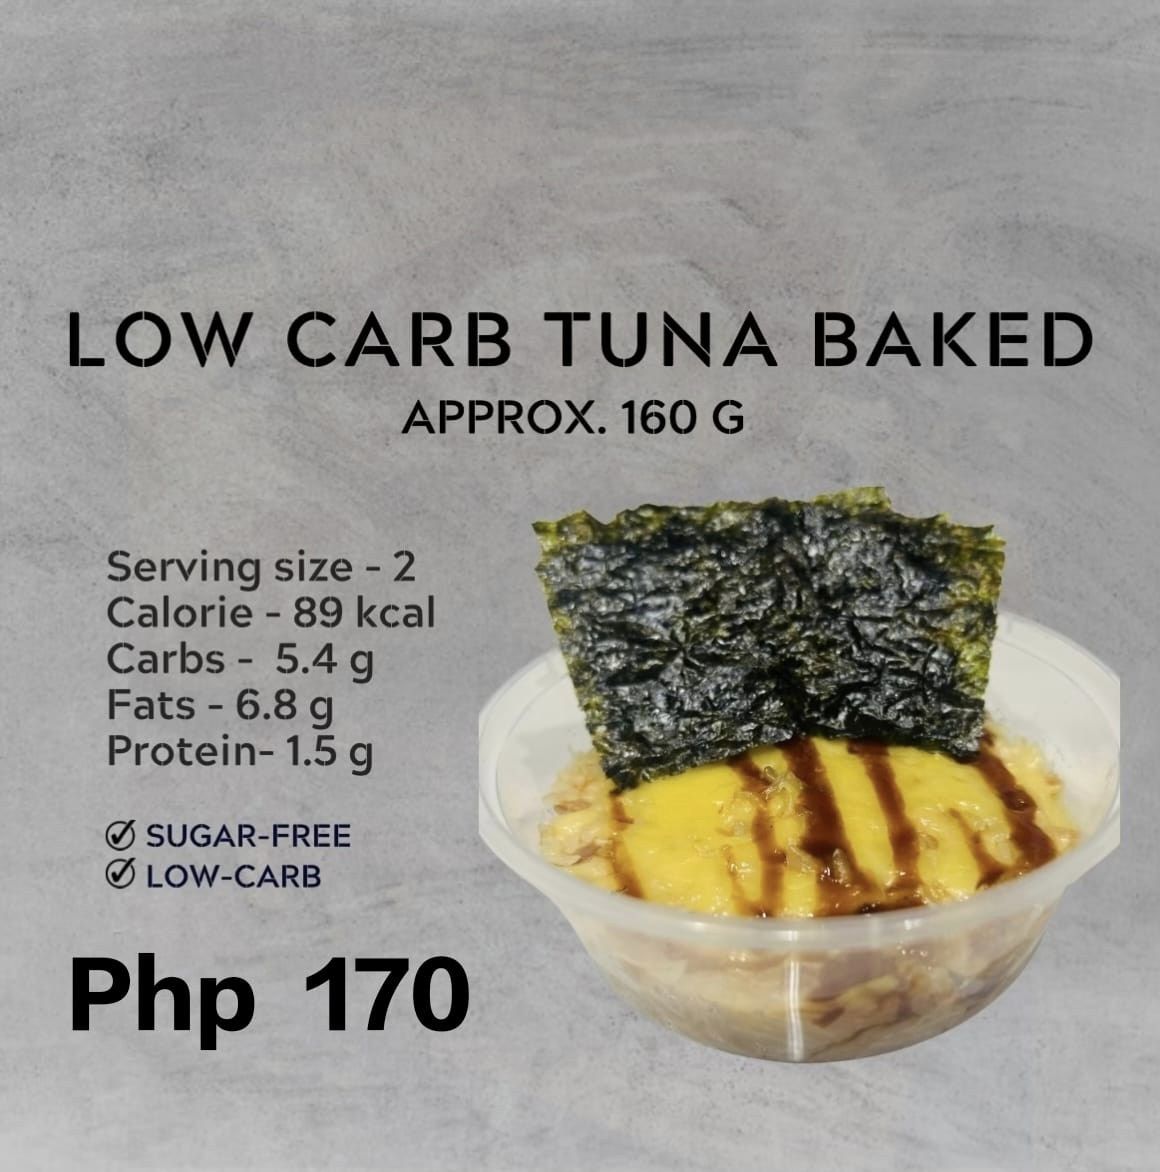 LOW CARB TUNA BAKED
APPROX. 160 G
Serving size - 2
Calorie - 89 kcal
Carbs - 5.4 g
Fats - 6.8 g
Protein- 1.5 g
SUGAR-FREE
LOW-CARB
Php 170